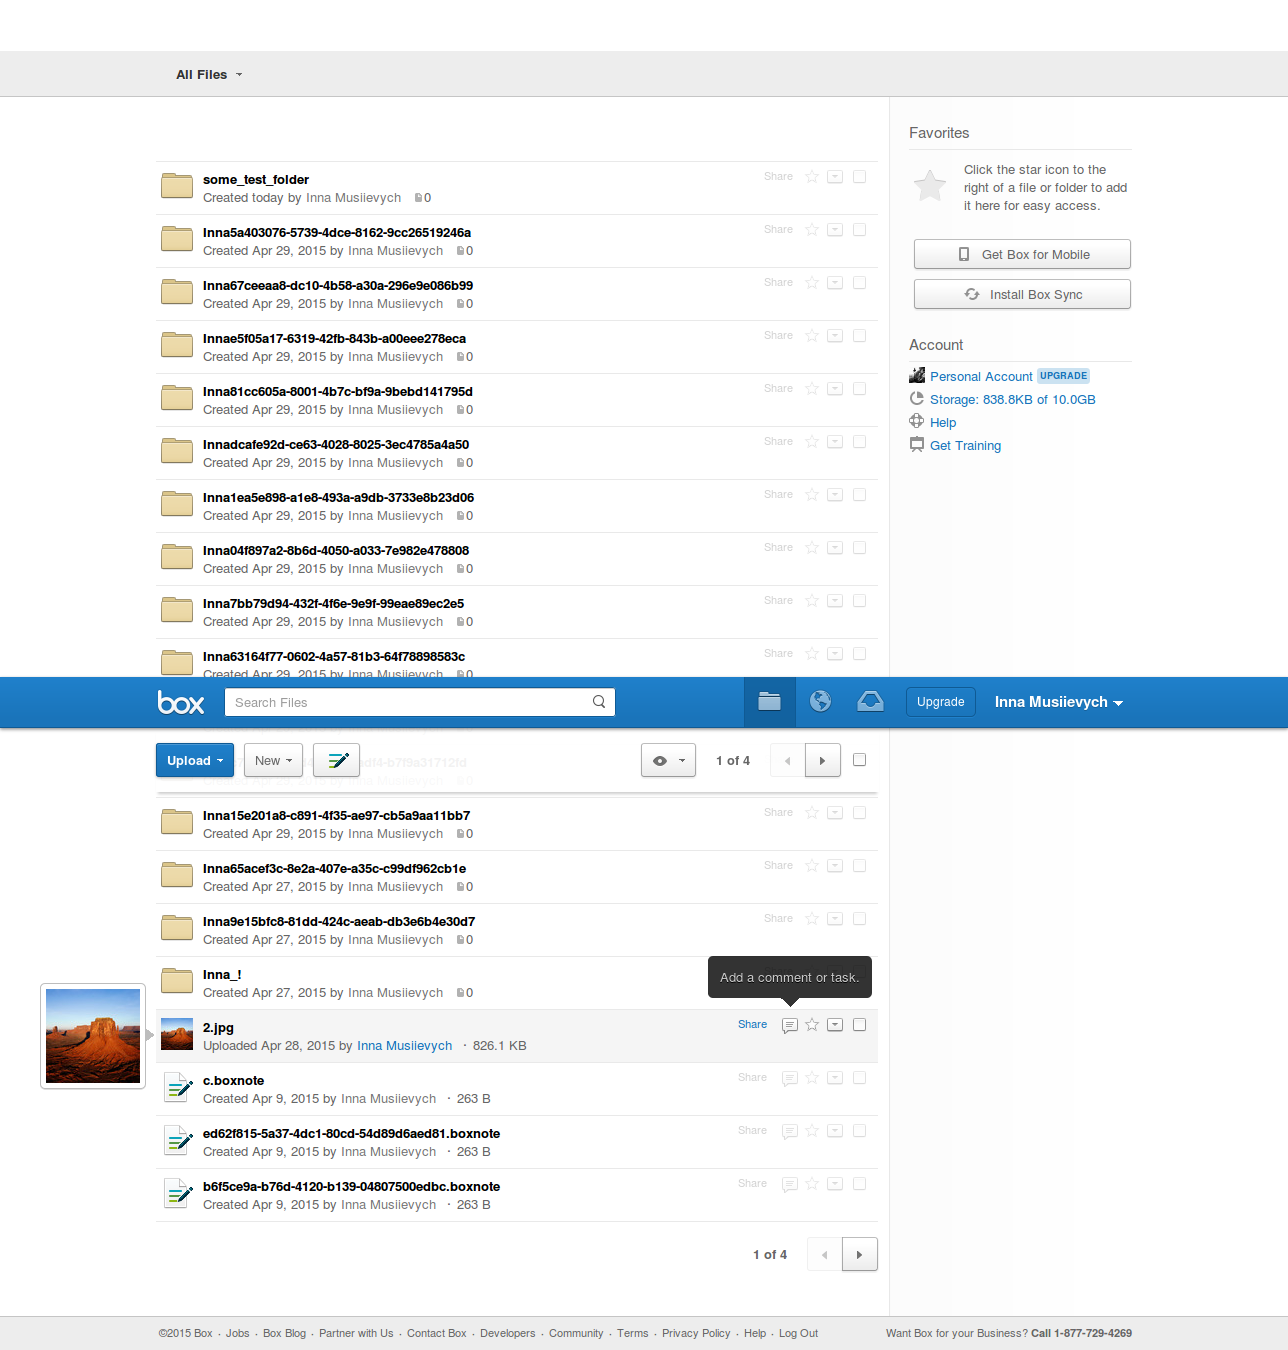 All Files
Favorites
Click the star icon to the
right of a file or folder to add
it here for easy access.
Get Box for Mobile
Install Box Sync
Account
Personal Account UPGRADE
Storage: 838.8KB of 10.0GB
Help
Get Training
some_test_folder
Share
Created today by Inna Musiievych 0
Inna5a403076-5739-4dce-8162-9cc26519246a
Share
Created Apr 29, 2015 by Inna Musiievych 0
Inna67ceeaa8-dc10-4b58-a30a-296e9e086b99
Share
Created Apr 29, 2015 by Inna Musiievych 0
Innae5f05a17-6319-42fb-843b-a00eee278eca
Share
Created Apr 29, 2015 by Inna Musiievych 0
Inna81cc605a-8001-4b7c-bf9a-9bebd141795d
Share
Created Apr 29, 2015 by Inna Musiievych 0
Innadcafe92d-ce63-4028-8025-3ec4785a4a50
Share
Created Apr 29, 2015 by Inna Musiievych 0
Inna1ea5e898-a1e8-493a-a9db-3733e8b23d06
Share
Created Apr 29, 2015 by Inna Musiievych 0
Inna04f897a2-8b6d-4050-a033-7e982e478808
Share
Created Apr 29, 2015 by Inna Musiievych 0
Inna7bb79d94-432f-4f6e-9e9f-99eae89ec2e5
Share
Created Apr 29, 2015 by Inna Musiievych 0
Inna63164f77-0602-4a57-81b3-64f78898583c
Share
Created Apr 29, 2015 by Inna Musiievych 0
box
Search Files
Upgrade
Inna Musiievych
Upload
New
1 of 4
Inna15e201a8-c891-4f35-ae97-cb5a9aa11bb7
Share
Created Apr 29, 2015 by Inna Musiievych 0
Inna65acef3c-8e2a-407e-a35c-c99df962cb1e
Share
Created Apr 27, 2015 by Inna Musiievych 0
Inna9e15bfc8-81dd-424c-aeab-db3e6b4e30d7
Share
Created Apr 27, 2015 by Inna Musiievych 0
Inna_!
Created Apr 27, 2015 by Inna Musiievych 0
Add a comment or task.
2.jpg
Share
Uploaded Apr 28, 2015 by Inna Musiievych · 826.1 KB
c.boxnote
Share
Created Apr 9, 2015 by Inna Musiievych · 263 B
ed62f815-5a37-4dc1-80cd-54d89d6aed81.boxnote
Share
Created Apr 9, 2015 by Inna Musiievych · 263 B
b6f5ce9a-b76d-4120-b139-04807500edbc.boxnote
Share
Created Apr 9, 2015 by Inna Musiievych · 263 B
1 of 4
©2015 Box · Jobs · Box Blog · Partner with Us · Contact Box · Developers · Community · Terms · Privacy Policy · Help · Log Out
Want Box for your Business? Call 1-877-729-4269